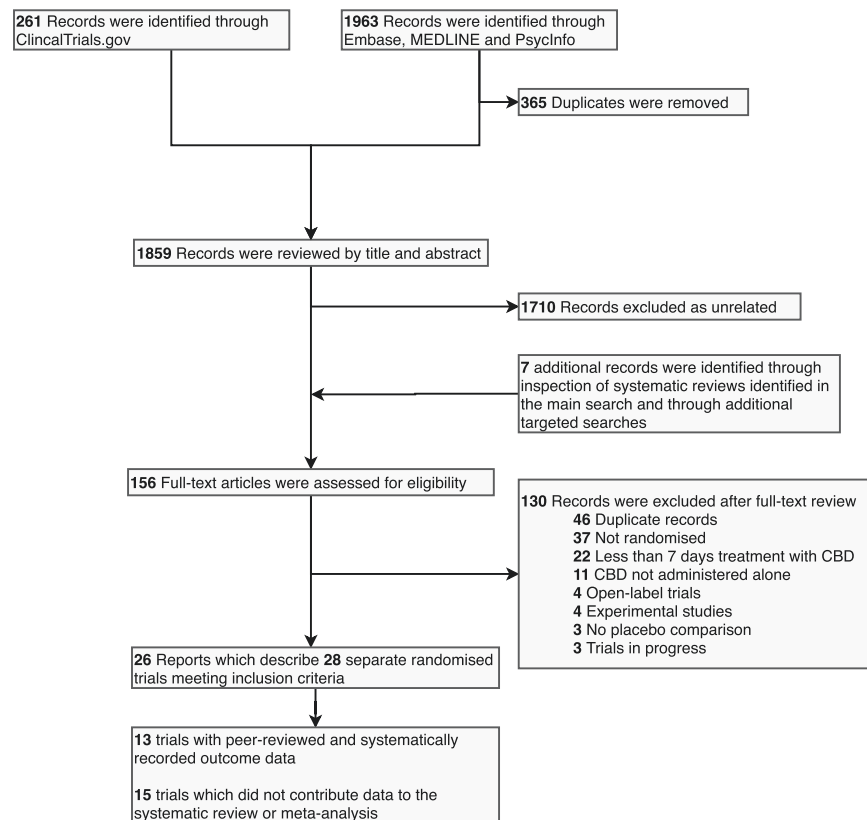 261 Records were identified through
ClincalTrials.gov
1963 Records were identified through
Embase, MEDLINE and PsycInfo
365 Duplicates were removed
1859 Records were reviewed by title and abstract
1710 Records excluded as unrelated
7 additional records were identified through
inspection of systematic reviews identified in
the main search and through additional
targeted searches
156 Full-text articles were assessed for eligibility
130 Records were excluded after full-text review
46 Duplicate records
37 Not randomised
22 Less than 7 days treatment with CBD
11 CBD not administered alone
4 Open-label trials
4 Experimental studies
3 No placebo comparison
3 Trials in progress
26 Reports which describe 28 separate randomised
trials meeting inclusion criteria
13 trials with peer-reviewed and systematically
recorded outcome data
15 trials which did not contribute data to the
systematic review or meta-analysis